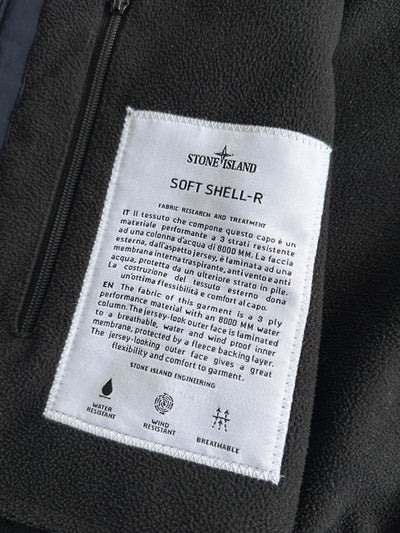 STONE ISLAND
SOFT SHELL-R
FABRIC RESEARCH AND TREATMENT
IT Il tessuto che compone questo capo è un
materiale performante a 3 strati resistente
ad una colonna d'acqua di 8000 MM. La faccia
esterna, dall'aspetto jersey, è laminata ad una
membrana interna traspirante, antivento e anti
acqua, protetta da un ulteriore strato in pile.
La costruzione del tessuto esterno dona
un'ottima flessibilità e comfort al capo.
EN The fabric of this garment is a 3 ply
performance material with an 8000 MM water
column. The jersey-look outer face is laminated
to a breathable, water and wind proof inner
membrane, protected by a fleece backing layer.
The jersey-looking outer face gives a great
flexibility and comfort to garment.
STONE ISLAND ENGINEERING
WATER
RESISTANT
WIND
RESISTANT
BREATHABLE